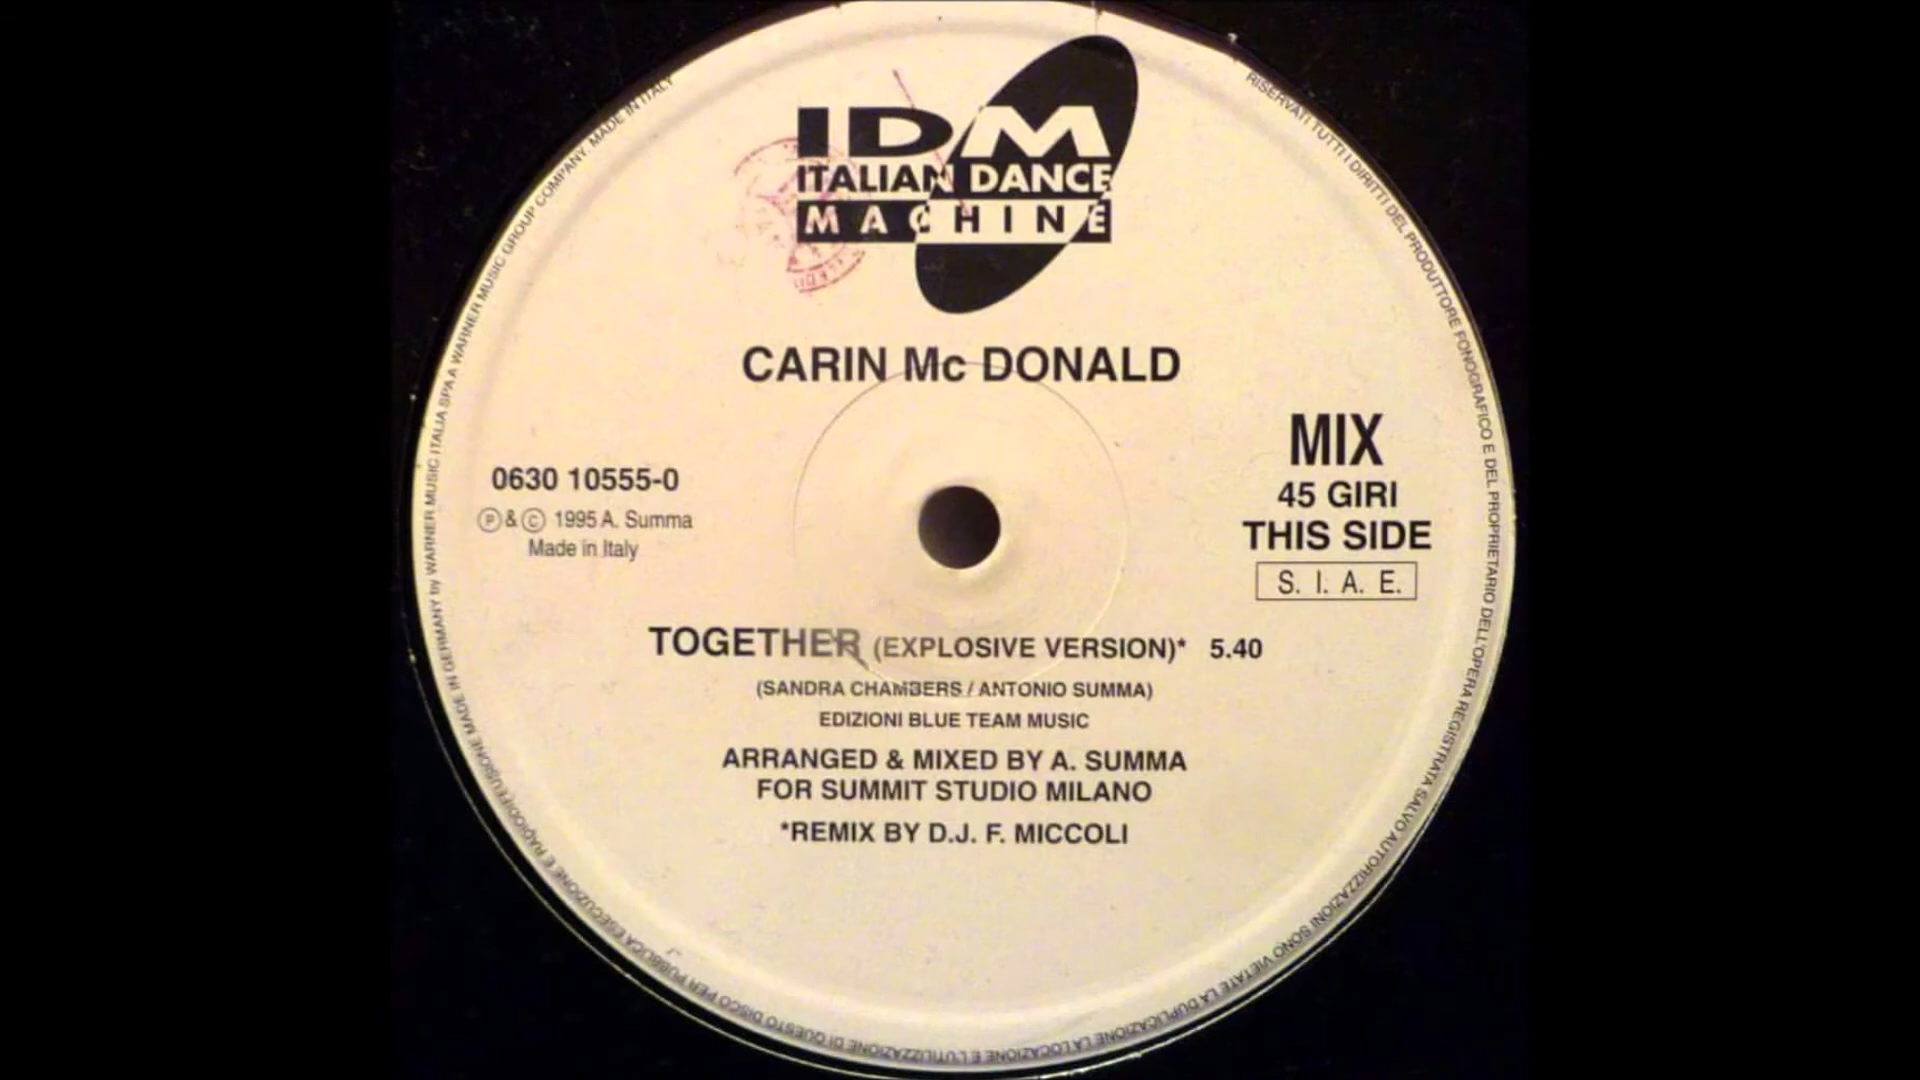 IDM
ITALIAN DANCE
MACHINE
CARIN Mc DONALD
0630 10555-0
Ⓟ & © 1995 A. Summa
Made in Italy
MIX
45 GIRI
THIS SIDE
S. I. A. E.
TOGETHER (EXPLOSIVE VERSION)* 5.40
(SANDRA CHAMBERS / ANTONIO SUMMA)
EDIZIONI BLUE TEAM MUSIC
ARRANGED & MIXED BY A. SUMMA
FOR SUMMIT STUDIO MILANO
*REMIX BY D.J. F. MICCOLI
RISERVATI TUTTI I DIRITTI DEL PRODUTTORE FONOGRAFICO E DEL PROPRIETARIO DELL'OPERA REGISTRATA SALVO AUTORIZZAZIONI SONO VIETATE LA DUPLICAZIONE LA LOCAZIONE E L'UTILIZZAZIONE DI QUESTO DISCO PER PUBBLICA ESECUZIONE E RADIODIFFUSIONE MADE IN GERMANY by WARNER MUSIC ITALIA SPA A WARNER MUSIC GROUP COMPANY. MADE IN ITALY